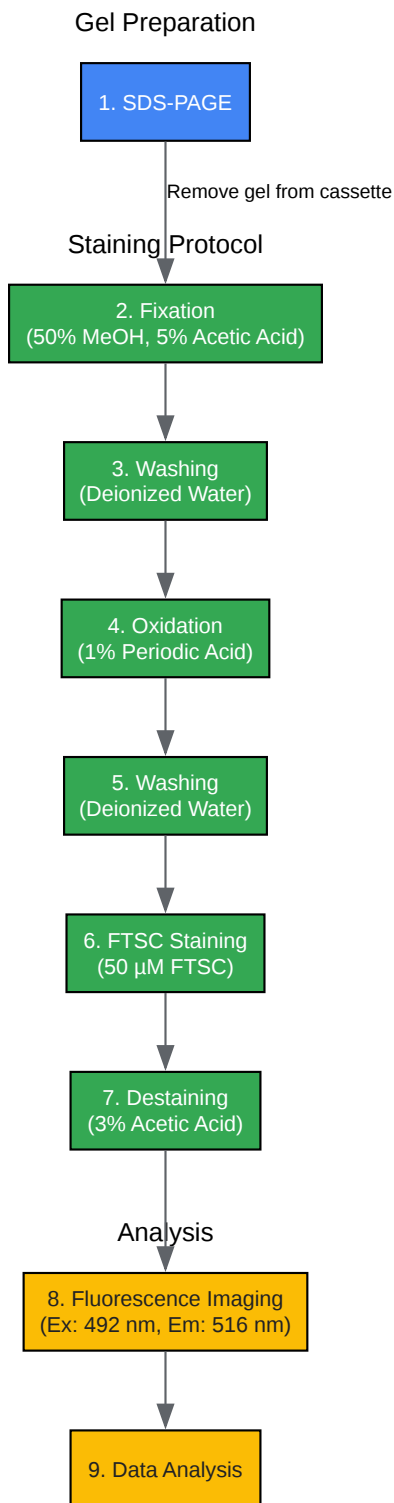 Gel Preparation
1. SDS-PAGE
Remove gel from cassette
Staining Protocol
2. Fixation
(50% MeOH, 5% Acetic Acid)
3. Washing
(Deionized Water)
4. Oxidation
(1% Periodic Acid)
5. Washing
(Deionized Water)
6. FTSC Staining
(50 µM FTSC)
7. Destaining
(3% Acetic Acid)
Analysis
8. Fluorescence Imaging
(Ex: 492 nm, Em: 516 nm)
9. Data Analysis